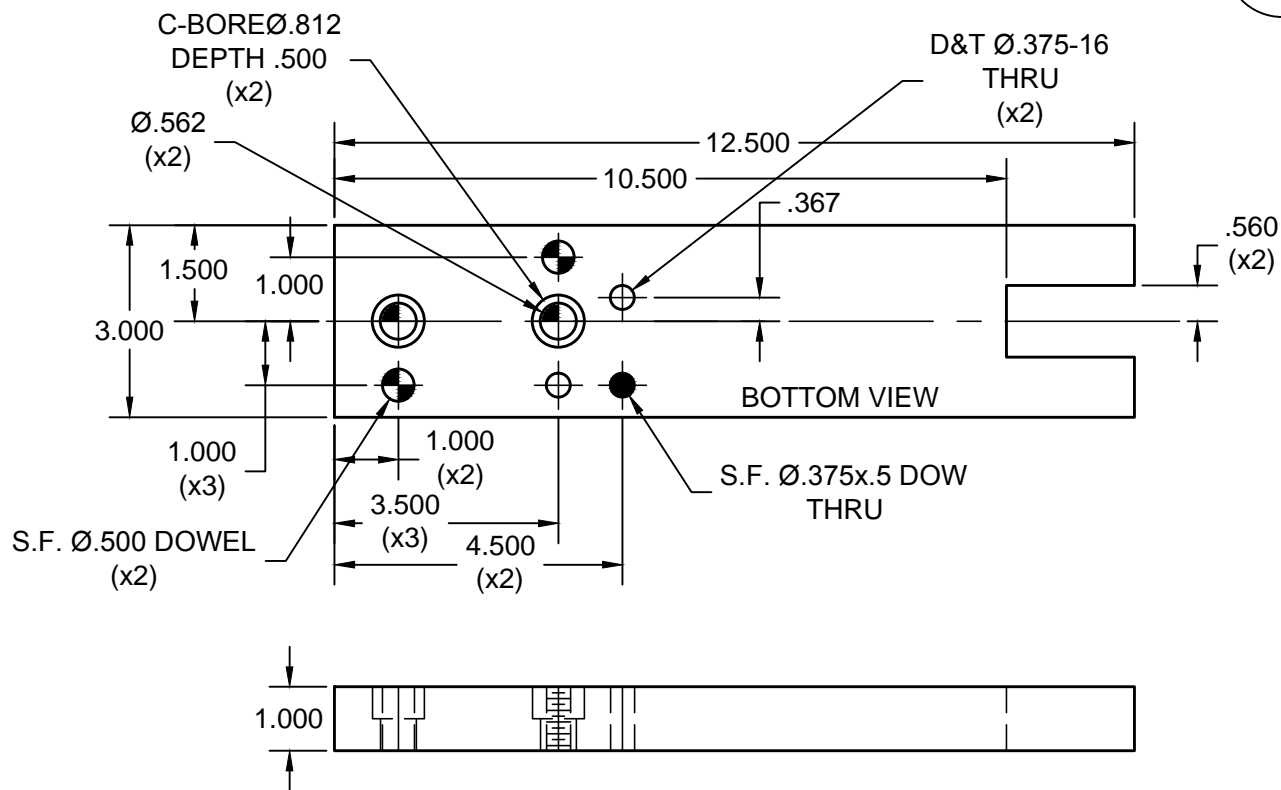 C-BOREØ.812
DEPTH .500
(x2)
D&T Ø.375-16
THRU
(x2)
Ø.562
(x2)
12.500
10.500
.367
.560
(x2)
1.500
1.000
3.000
BOTTOM VIEW
1.000
(x3)
1.000
(x2)
S.F. Ø.375x.5 DOW
THRU
3.500
(x3)
S.F. Ø.500 DOWEL
(x2)
4.500
(x2)
1.000